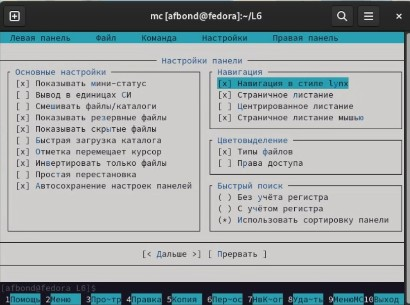 mc [afbond@fedora]:~/L6
Левая панель Файл Команда Настройки Правая панель
Настройки панели
Основные настройки
[x] Показывать мини-статус
[ ] Вывод в единицах СИ
[ ] Смешивать файлы/каталоги
[x] Показывать резервные файлы
[x] Показывать скрытые файлы
[ ] Быстрая загрузка каталога
[x] Отметка перемещает курсор
[x] Инвертировать только файлы
[ ] Простая перестановка
[x] Автосохранение настроек панелей
Навигация
[x] Навигация в стиле lynx
[x] Страничное листание
[ ] Центрированное листание
[x] Страничное листание мышью
Цветовыделение
[x] Типы файлов
[ ] Права доступа
Быстрый поиск
( ) Без учёта регистра
( ) С учётом регистра
(*) Использовать сортировку панели
[< Дальше >] [ Прервать ]
[afbond@fedora L6]$
1Помощь 2Меню 3Про~тр 4Правка 5Копия 6Пер~ос 7НвК~ог 8Уда~ть 9МенюMC 10Выход